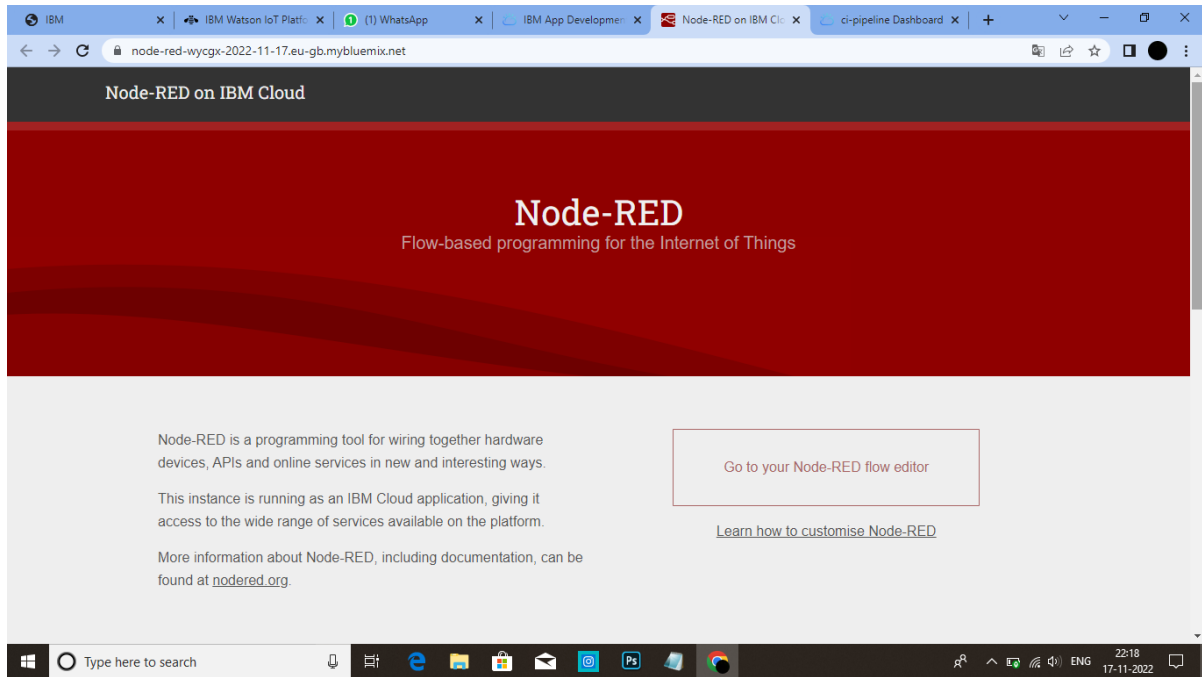 IBM
IBM Watson IoT Platfo
(1) WhatsApp
IBM App Developmen
Node-RED on IBM Clo
ci-pipeline Dashboard
node-red-wycgx-2022-11-17.eu-gb.mybluemix.net
Node-RED on IBM Cloud
Node-RED
Flow-based programming for the Internet of Things
Node-RED is a programming tool for wiring together hardware
devices, APIs and online services in new and interesting ways.
This instance is running as an IBM Cloud application, giving it
access to the wide range of services available on the platform.
More information about Node-RED, including documentation, can be
found at nodered.org.
Go to your Node-RED flow editor
Learn how to customise Node-RED
Type here to search
Ps
ENG
22:18
17-11-2022